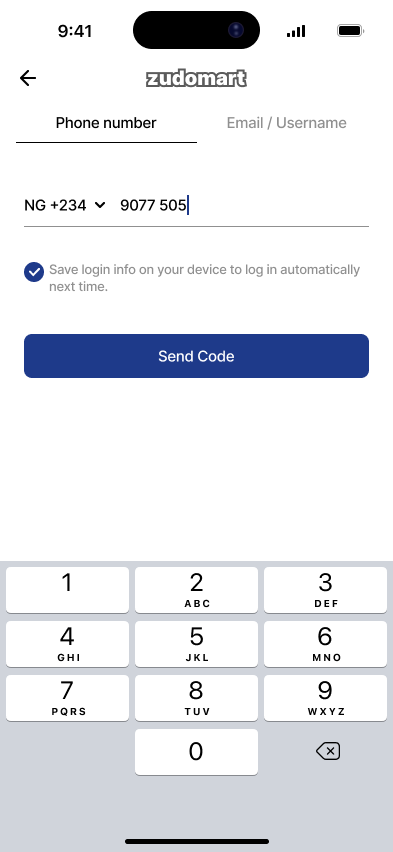 9:41
zudomart
Phone number
Email / Username
NG +234
9077 505
Save login info on your device to log in automatically
next time.
Send Code
1
2
ABC
3
DEF
4
GHI
5
JKL
6
MNO
7
PQRS
8
TUV
9
WXYZ
0